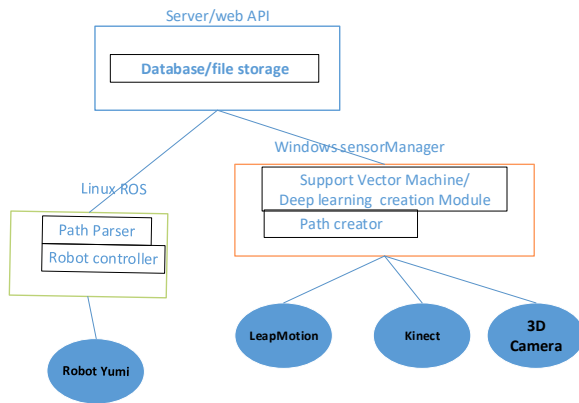 Server/web API
Database/file storage
Windows sensorManager
Support Vector Machine/
Deep learning creation Module
Path creator
Linux ROS
Path Parser
Robot controller
LeapMotion
Kinect
3D
Camera
Robot Yumi